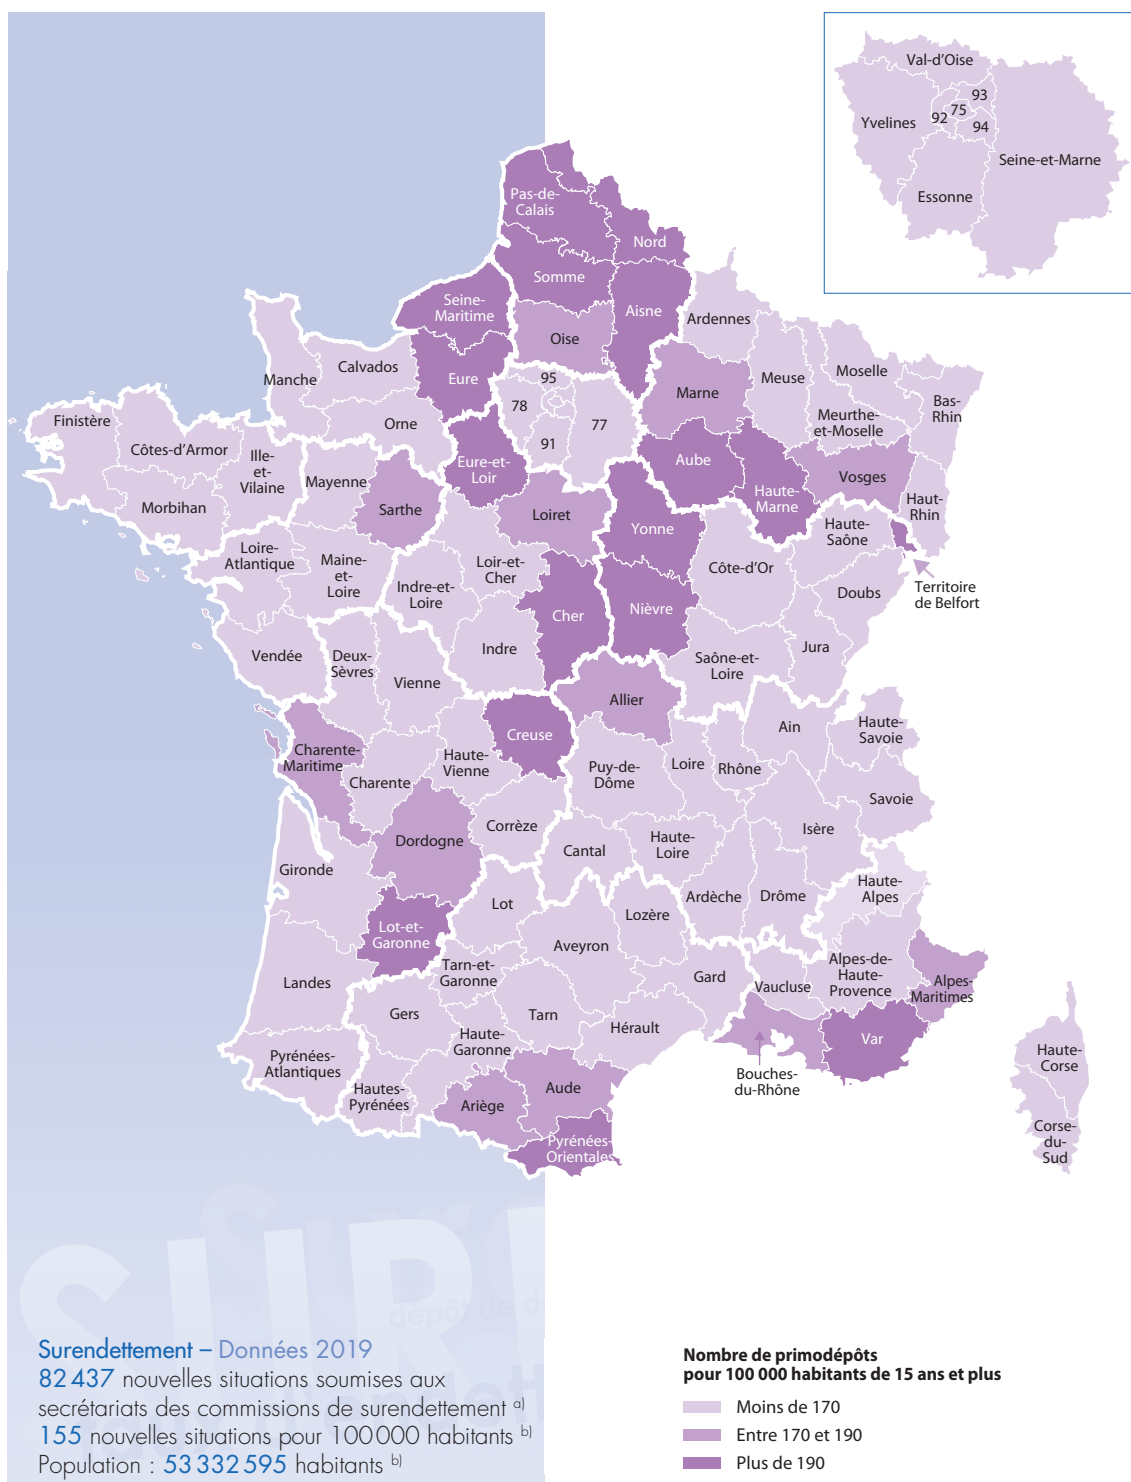 Val-d’Oise
93
75
92
94
Yvelines
Seine-et-Marne
Essonne
Pas-de-
Calais
Nord
Somme
Seine-
Maritime
Aisne
Ardennes
Oise
Calvados
Manche
Eure
95
Marne
Meuse
Moselle
Bas-
Rhin
78
77
Finistère
Orne
Meurthe-
et-Moselle
Côtes-d’Armor
Ille-
et-
Vilaine
91
Eure-et-
Loir
Aube
Vosges
Mayenne
Haute-
Marne
Morbihan
Sarthe
Loiret
Yonne
Haut-
Rhin
Haute-
Saône
Loire-
Atlantique
Maine-
et-
Loire
Loir-et-
Cher
Côte-d’Or
Indre-et-
Loire
Territoire
de Belfort
Doubs
Cher
Nièvre
Vendée
Deux-
Sèvres
Indre
Jura
Saône-et-
Loire
Vienne
Allier
Creuse
Ain
Haute-
Savoie
Charente-
Maritime
Haute-
Vienne
Puy-de-
Dôme
Loire
Rhône
Charente
Savoie
Corrèze
Isère
Dordogne
Haute-
Loire
Cantal
Gironde
Haute-
Alpes
Ardèche
Drôme
Lot
Lozère
Lot-et-
Garonne
Aveyron
Tarn-et-
Garonne
Landes
Gard
Vaucluse
Alpes-de-
Haute-
Provence
Alpes-
Maritimes
Gers
Tarn
Hérault
Haute-
Garonne
Var
Pyrénées-
Atlantiques
Bouches-
du-Rhône
Haute-
Corse
Hautes-
Pyrénées
Ariège
Aude
Pyrénées-
Orientales
Corse-
du-
Sud
Surendettement – Données 2019
82 437 nouvelles situations soumises aux
secrétariats des commissions de surendettement a)
155 nouvelles situations pour 100 000 habitants b)
Population : 53 332 595 habitants b)
Nombre de primodépôts
pour 100 000 habitants de 15 ans et plus
Moins de 170
Entre 170 et 190
Plus de 190